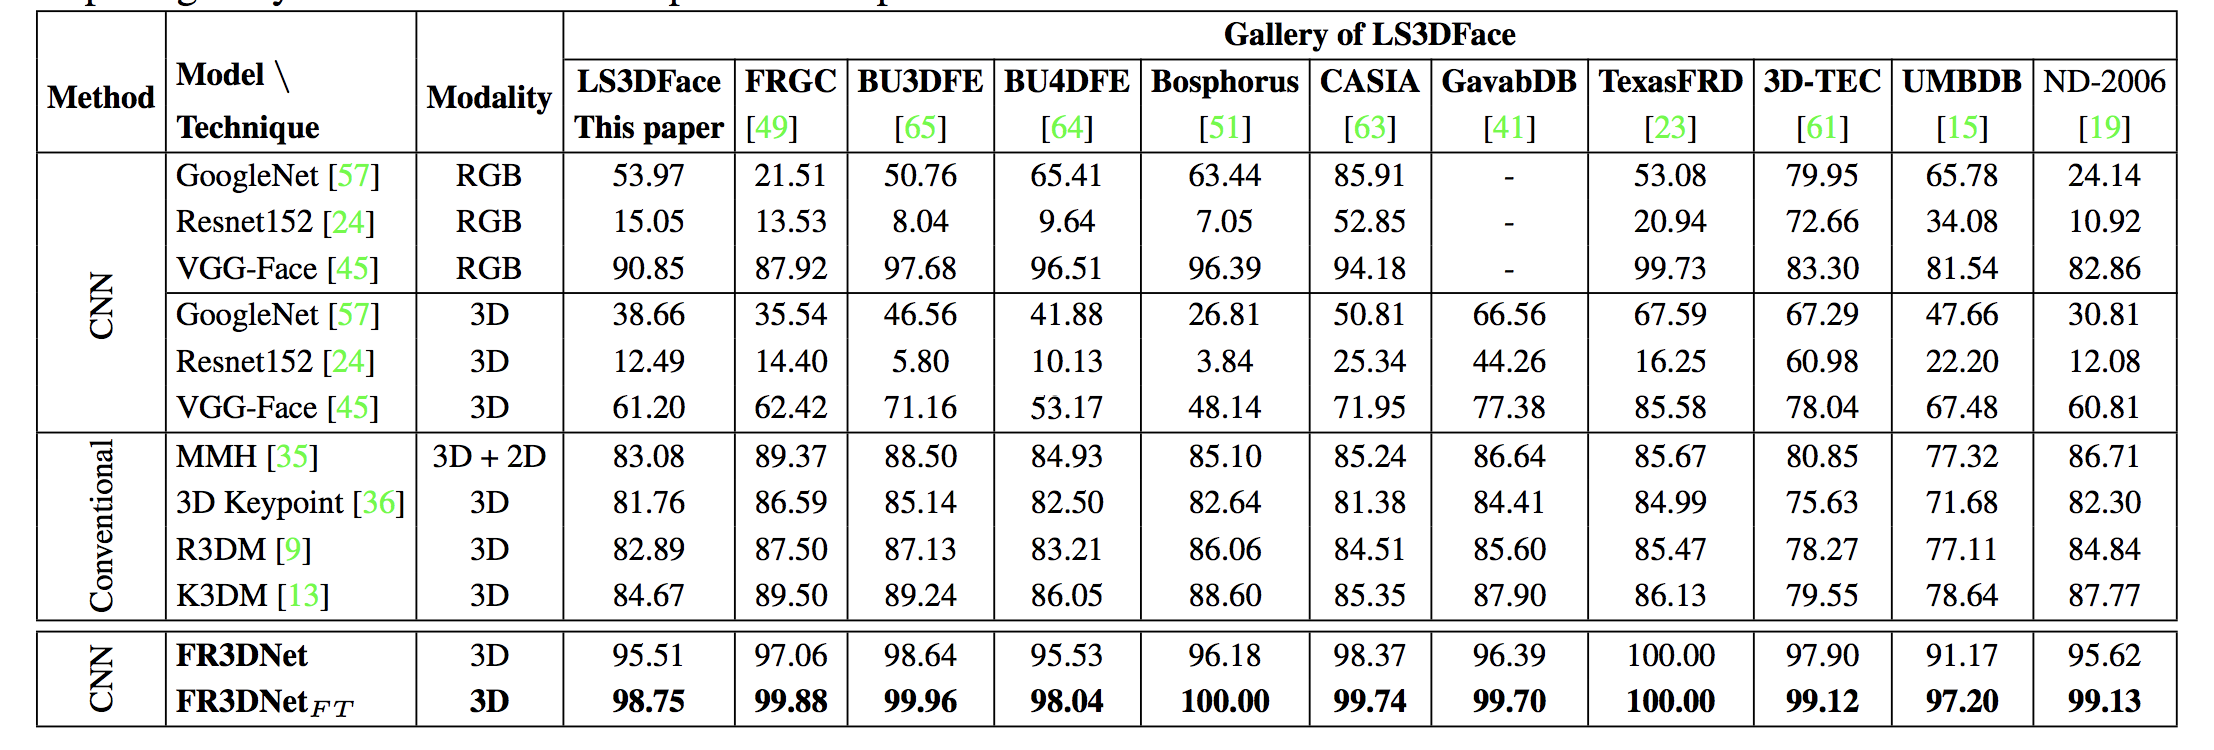 Gallery of LS3DFace
Method Model \ Technique Modality LS3DFace This paper FRGC [49] BU3DFE [65] BU4DFE [64] Bosphorus [51] CASIA [63] GavabDB [41] TexasFRD [23] 3D-TEC [61] UMBDB [15] ND-2006 [19]
CNN
GoogleNet [57] RGB 53.97 21.51 50.76 65.41 63.44 85.91 - 53.08 79.95 65.78 24.14
Resnet152 [24] RGB 15.05 13.53 8.04 9.64 7.05 52.85 - 20.94 72.66 34.08 10.92
VGG-Face [45] RGB 90.85 87.92 97.68 96.51 96.39 94.18 - 99.73 83.30 81.54 82.86
GoogleNet [57] 3D 38.66 35.54 46.56 41.88 26.81 50.81 66.56 67.59 67.29 47.66 30.81
Resnet152 [24] 3D 12.49 14.40 5.80 10.13 3.84 25.34 44.26 16.25 60.98 22.20 12.08
VGG-Face [45] 3D 61.20 62.42 71.16 53.17 48.14 71.95 77.38 85.58 78.04 67.48 60.81
Conventional
MMH [35] 3D + 2D 83.08 89.37 88.50 84.93 85.10 85.24 86.64 85.67 80.85 77.32 86.71
3D Keypoint [36] 3D 81.76 86.59 85.14 82.50 82.64 81.38 84.41 84.99 75.63 71.68 82.30
R3DM [9] 3D 82.89 87.50 87.13 83.21 86.06 84.51 85.60 85.47 78.27 77.11 84.84
K3DM [13] 3D 84.67 89.50 89.24 86.05 88.60 85.35 87.90 86.13 79.55 78.64 87.77
CNN
FR3DNet 3D 95.51 97.06 98.64 95.53 96.18 98.37 96.39 100.00 97.90 91.17 95.62
FR3DNetFT 3D 98.75 99.88 99.96 98.04 100.00 99.74 99.70 100.00 99.12 97.20 99.13